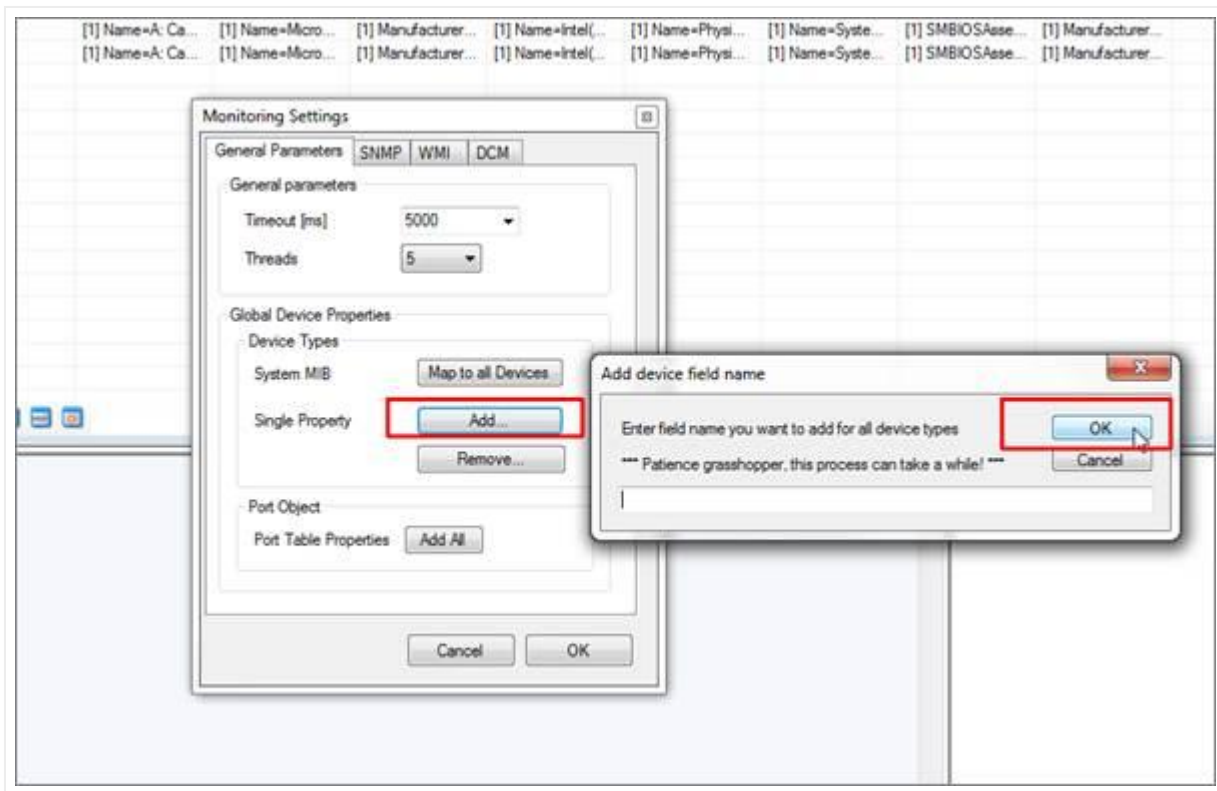 [1] Name=A: Ca... [1] Name=Micro... [1] Manufacturer... [1] Name=Intel(... [1] Name=Physi... [1] Name=Syste... [1] SMBIOSAsse... [1] Manufacturer...
[1] Name=A: Ca... [1] Name=Micro... [1] Manufacturer... [1] Name=Intel(... [1] Name=Physi... [1] Name=Syste... [1] SMBIOSAsse... [1] Manufacturer...
Monitoring Settings
General Parameters SNMP WMI DCM
General parameters
Timeout [ms] 5000
Threads 5
Global Device Properties
Device Types
System MIB Map to all Devices
Single Property Add...
Remove...
Port Object
Port Table Properties Add All
Cancel OK
Add device field name
Enter field name you want to add for all device types OK
*** Patience grasshopper, this process can take a while! *** Cancel